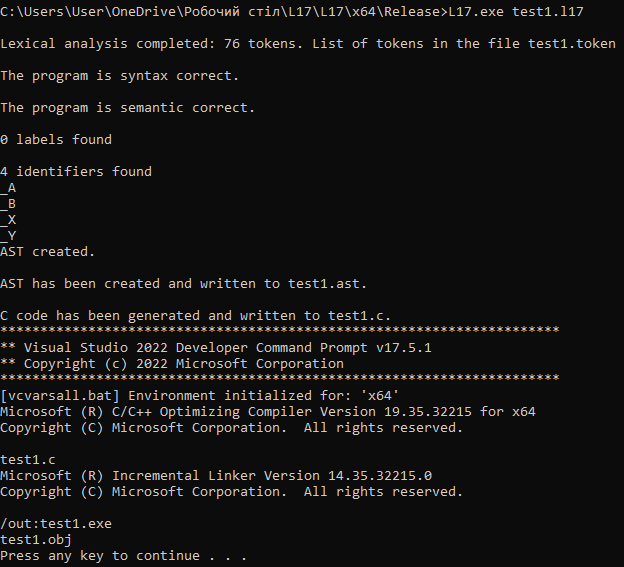 C:\Users\User\OneDrive\Робочий стіл\L17\L17\x64\Release>L17.exe test1.l17
Lexical analysis completed: 76 tokens. List of tokens in the file test1.token
The program is syntax correct.
The program is semantic correct.
0 labels found
4 identifiers found
_A
_B
_X
_Y
AST created.
AST has been created and written to test1.ast.
C code has been generated and written to test1.c.
**********************************************************************
** Visual Studio 2022 Developer Command Prompt v17.5.1
** Copyright (c) 2022 Microsoft Corporation
**********************************************************************
[vcvarsall.bat] Environment initialized for: 'x64'
Microsoft (R) C/C++ Optimizing Compiler Version 19.35.32215 for x64
Copyright (C) Microsoft Corporation.  All rights reserved.
test1.c
Microsoft (R) Incremental Linker Version 14.35.32215.0
Copyright (C) Microsoft Corporation.  All rights reserved.
/out:test1.exe
test1.obj
Press any key to continue . . .